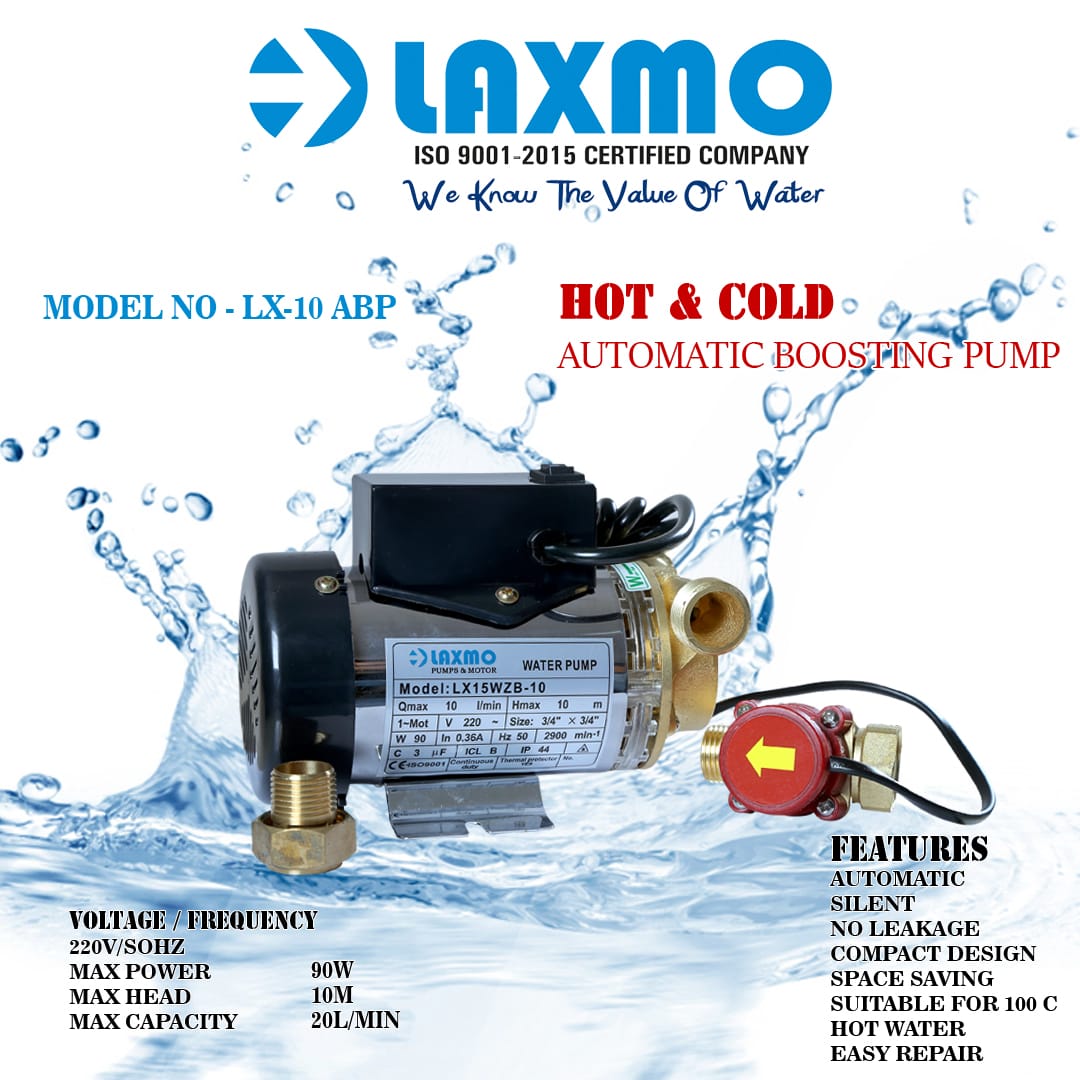 LAXMO
ISO 9001-2015 CERTIFIED COMPANY
We Know The Value Of Water
MODEL NO - LX-10 ABP
HOT & COLD
AUTOMATIC BOOSTING PUMP
LAXMO
PUMPS & MOTOR
WATER PUMP
Model: LX15WZB-10
Qmax 10 l/min Hmax 10 m
1~Mot V 220 ~ Size: 3/4" × 3/4"
W 90 In 0.36A Hz 50 2900 min-1
C 3 μF ICL B IP 44
CE ISO9001 Continuous duty Thermal protector Yes No.
FEATURES
AUTOMATIC
SILENT
NO LEAKAGE
COMPACT DESIGN
SPACE SAVING
SUITABLE FOR 100 C
HOT WATER
EASY REPAIR
VOLTAGE / FREQUENCY
220V/SOHZ
MAX POWER 90W
MAX HEAD 10M
MAX CAPACITY 20L/MIN